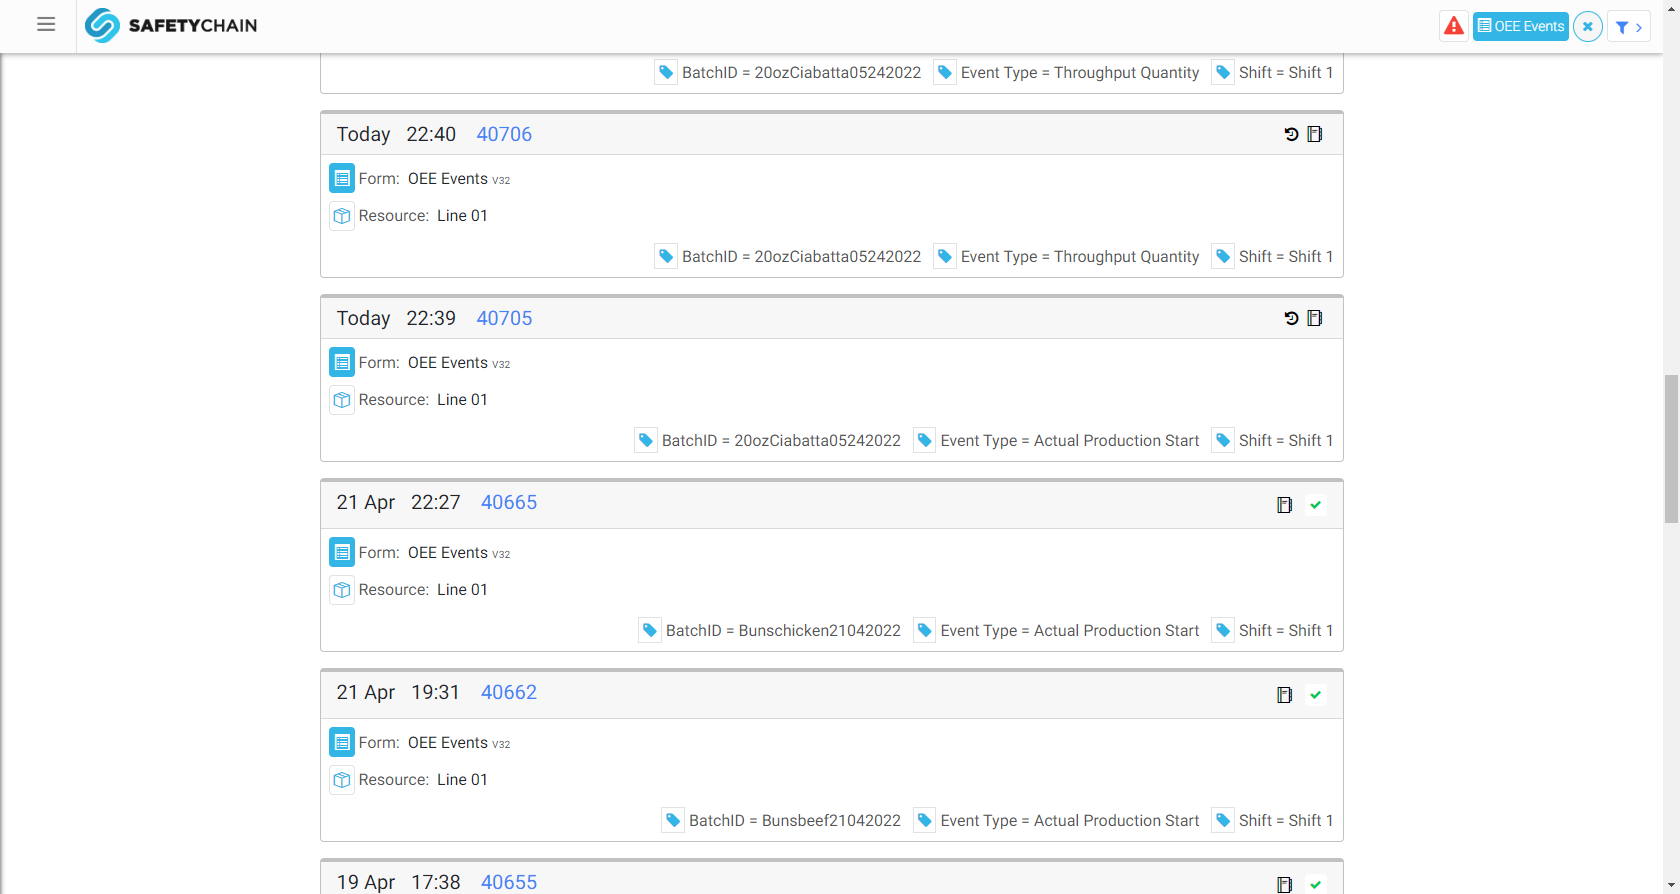 SAFETYCHAIN
OEE Events
BatchID = 20ozCiabatta05242022 Event Type = Throughput Quantity Shift = Shift 1
Today 22:40 40706
Form: OEE Events V32
Resource: Line 01
BatchID = 20ozCiabatta05242022 Event Type = Throughput Quantity Shift = Shift 1
Today 22:39 40705
Form: OEE Events V32
Resource: Line 01
BatchID = 20ozCiabatta05242022 Event Type = Actual Production Start Shift = Shift 1
21 Apr 22:27 40665
Form: OEE Events V32
Resource: Line 01
BatchID = Bunschicken21042022 Event Type = Actual Production Start Shift = Shift 1
21 Apr 19:31 40662
Form: OEE Events V32
Resource: Line 01
BatchID = Bunsbeef21042022 Event Type = Actual Production Start Shift = Shift 1
19 Apr 17:38 40655